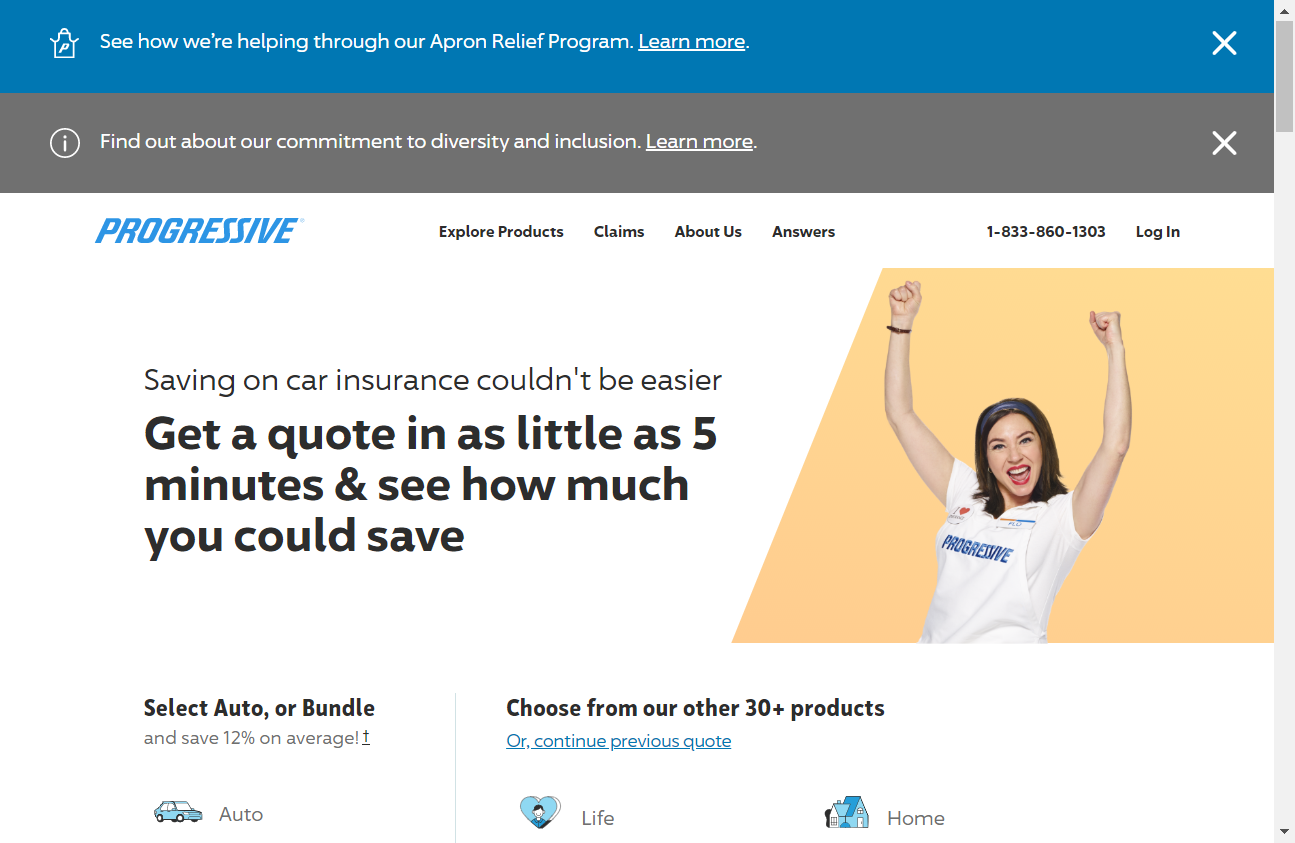 See how we're helping through our Apron Relief Program. Learn more.
Find out about our commitment to diversity and inclusion. Learn more.
PROGRESSIVE
Explore Products
Claims
About Us
Answers
1-833-860-1303
Log In
Saving on car insurance couldn't be easier
Get a quote in as little as 5
minutes & see how much
you could save
I
FLO
PROGRESSIVE
Select Auto, or Bundle
and save 12% on average!†
Choose from our other 30+ products
Or, continue previous quote
Auto
Life
Home